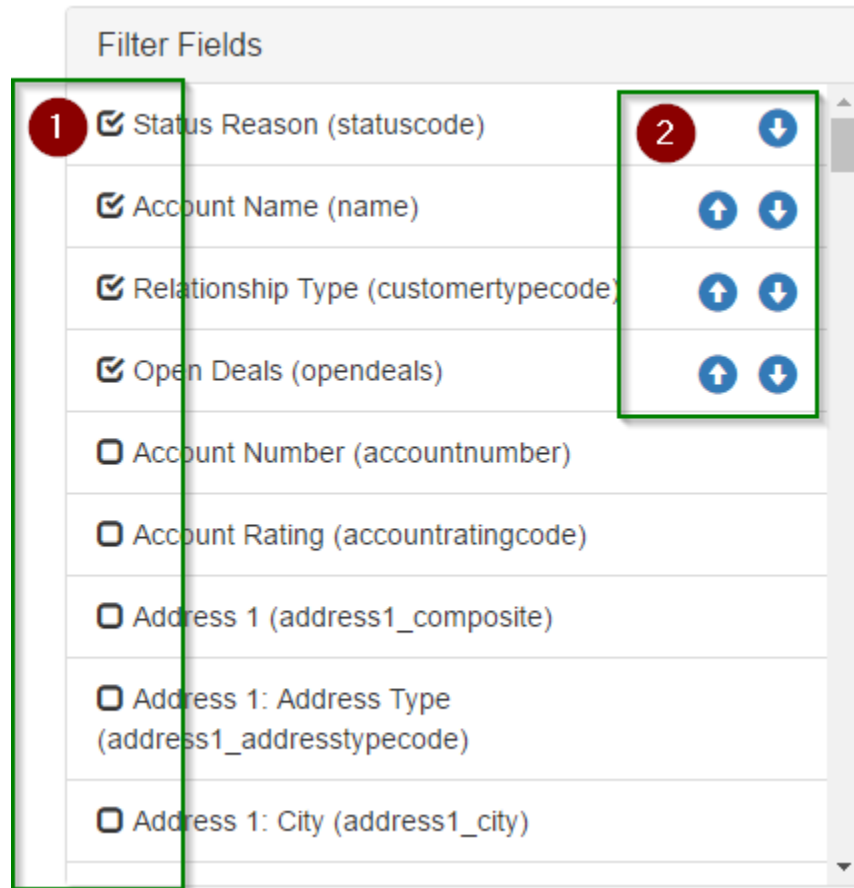 Filter Fields
1
Status Reason (statuscode)
2
Account Name (name)
Relationship Type (customertypecode)
Open Deals (opendeals)
Account Number (accountnumber)
Account Rating (accountratingcode)
Address 1 (address1_composite)
Address 1: Address Type
(address1_addresstypecode)
Address 1: City (address1_city)